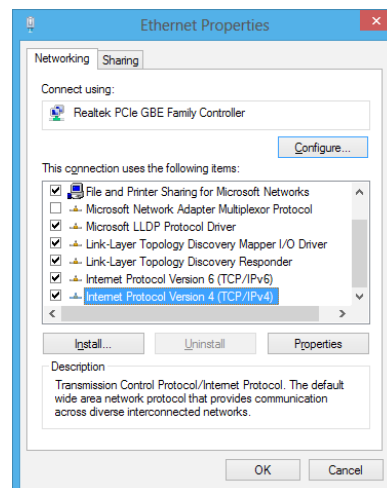 Ethernet Properties
Networking
Sharing
Connect using:
Realtek PCIe GBE Family Controller
Configure...
This connection uses the following items:
File and Printer Sharing for Microsoft Networks
Microsoft Network Adapter Multiplexor Protocol
Microsoft LLDP Protocol Driver
Link-Layer Topology Discovery Mapper I/O Driver
Link-Layer Topology Discovery Responder
Internet Protocol Version 6 (TCP/IPv6)
Internet Protocol Version 4 (TCP/IPv4)
Install...
Uninstall
Properties
Description
Transmission Control Protocol/Internet Protocol. The default
wide area network protocol that provides communication
across diverse interconnected networks.
OK
Cancel